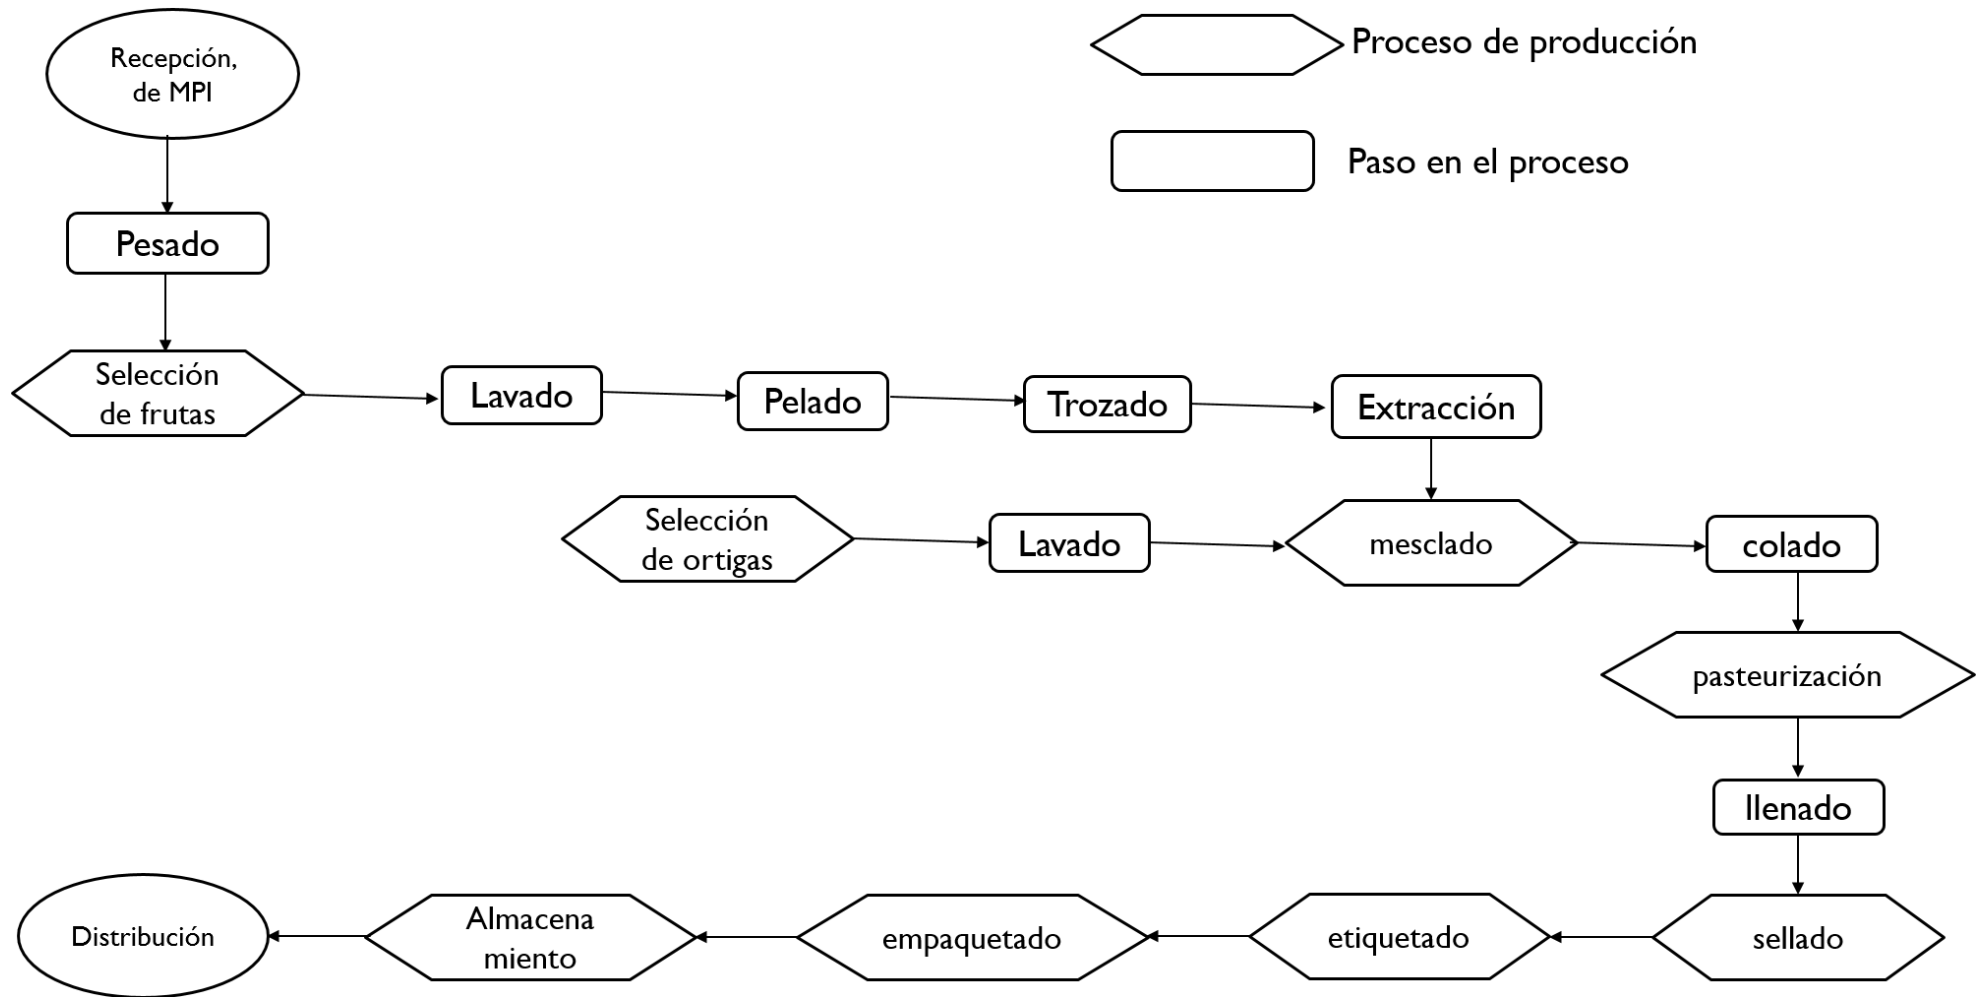 Recepción,
de MPI
Proceso de producción
Paso en el proceso
Pesado
Selección
de frutas
Lavado
Pelado
Trozado
Extracción
Selección
de ortigas
Lavado
mesclado
colado
pasteurización
llenado
sellado
etiquetado
empaquetado
Almacena
miento
Distribución